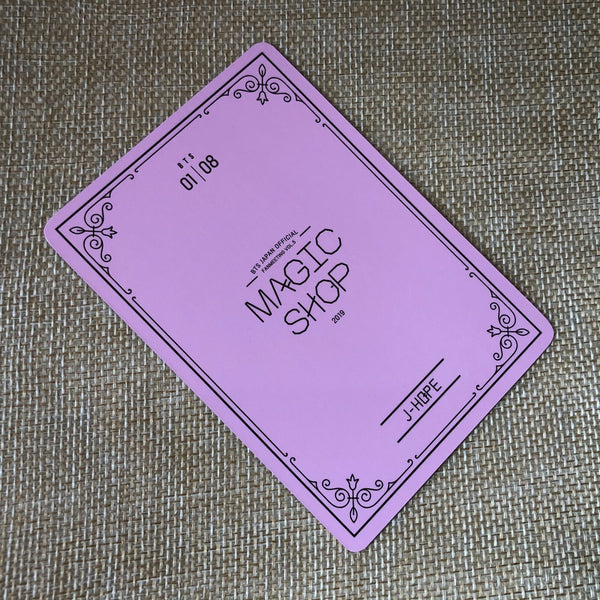 BTS
01|08
BTS JAPAN OFFICIAL
FANMEETING VOL.5
MAGIC
SHOP
2019
J-HOPE